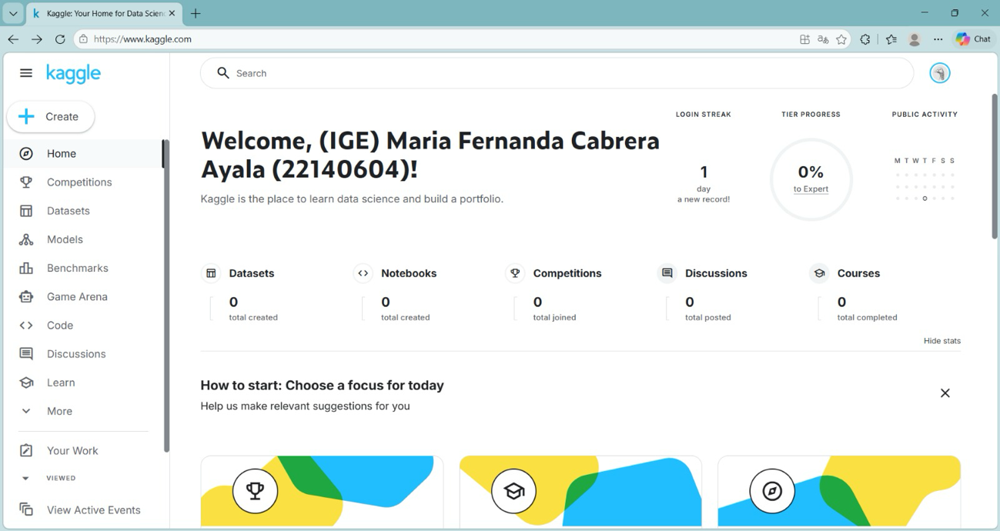 Kaggle: Your Home for Data Scien
https://www.kaggle.com
Chat
kaggle
Search
Create
Home
Competitions
Datasets
Models
Benchmarks
Game Arena
Code
Discussions
Learn
More
Your Work
VIEWED
View Active Events
Welcome, (IGE) Maria Fernanda Cabrera
Ayala (22140604)!
Kaggle is the place to learn data science and build a portfolio.
LOGIN STREAK
1
day
a new record!
TIER PROGRESS
0%
to Expert
PUBLIC ACTIVITY
M T W T F S S
Datasets
0
total created
Notebooks
0
total created
Competitions
0
total joined
Discussions
0
total posted
Courses
0
total completed
Hide stats
How to start: Choose a focus for today
Help us make relevant suggestions for you